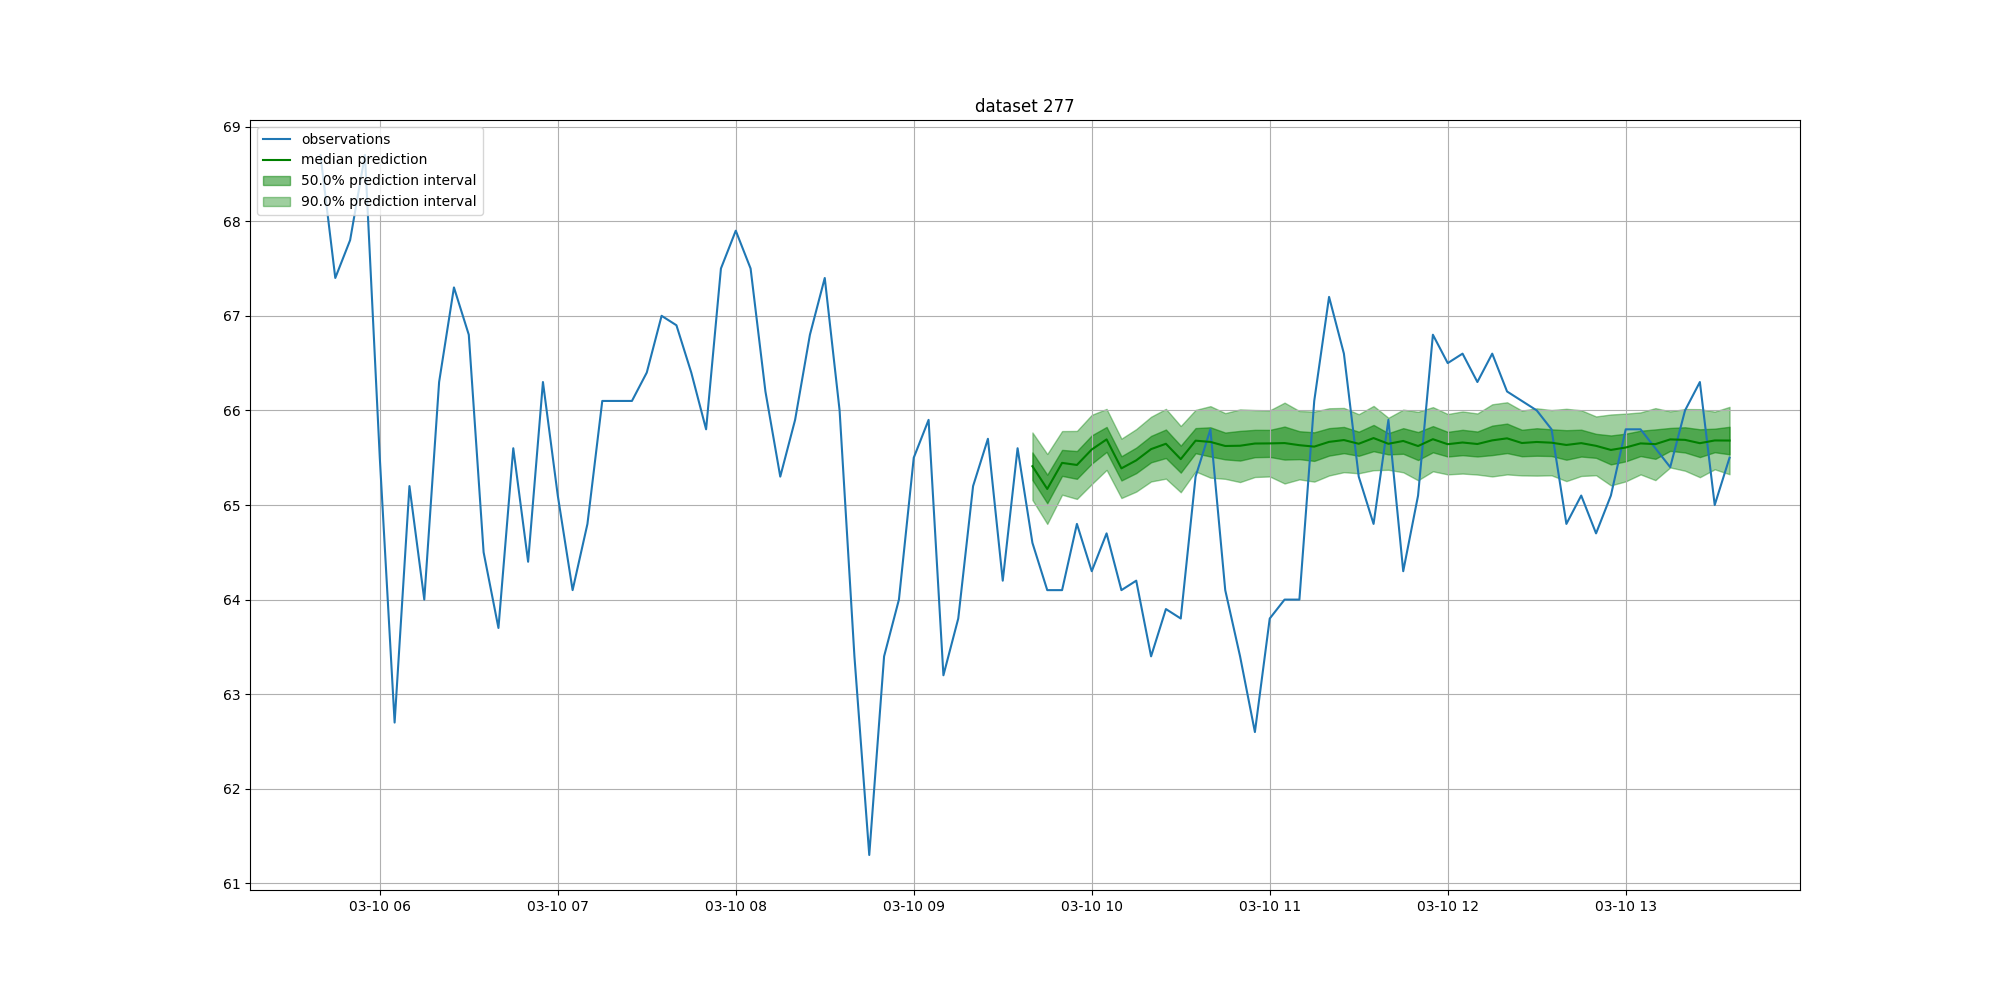 dataset 277
69
observations
median prediction
50.0% prediction interval
90.0% prediction interval
68
67
66
65
64
63
62
61
03-10 06 03-10 07 03-10 08 03-10 09 03-10 10 03-10 11 03-10 12 03-10 13